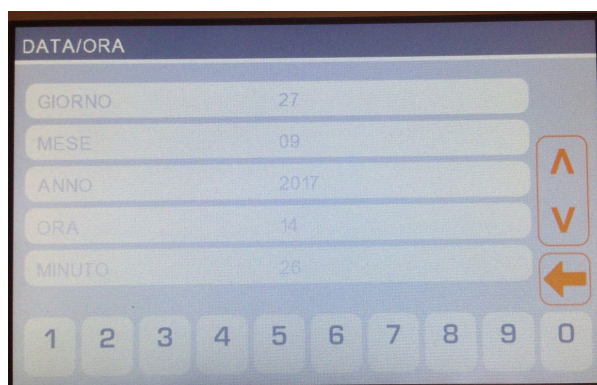 DATA/ORA
GIORNO 27
MESE 09
ANNO 2017
ORA 14
MINUTO 26
1 2 3 4 5 6 7 8 9 0